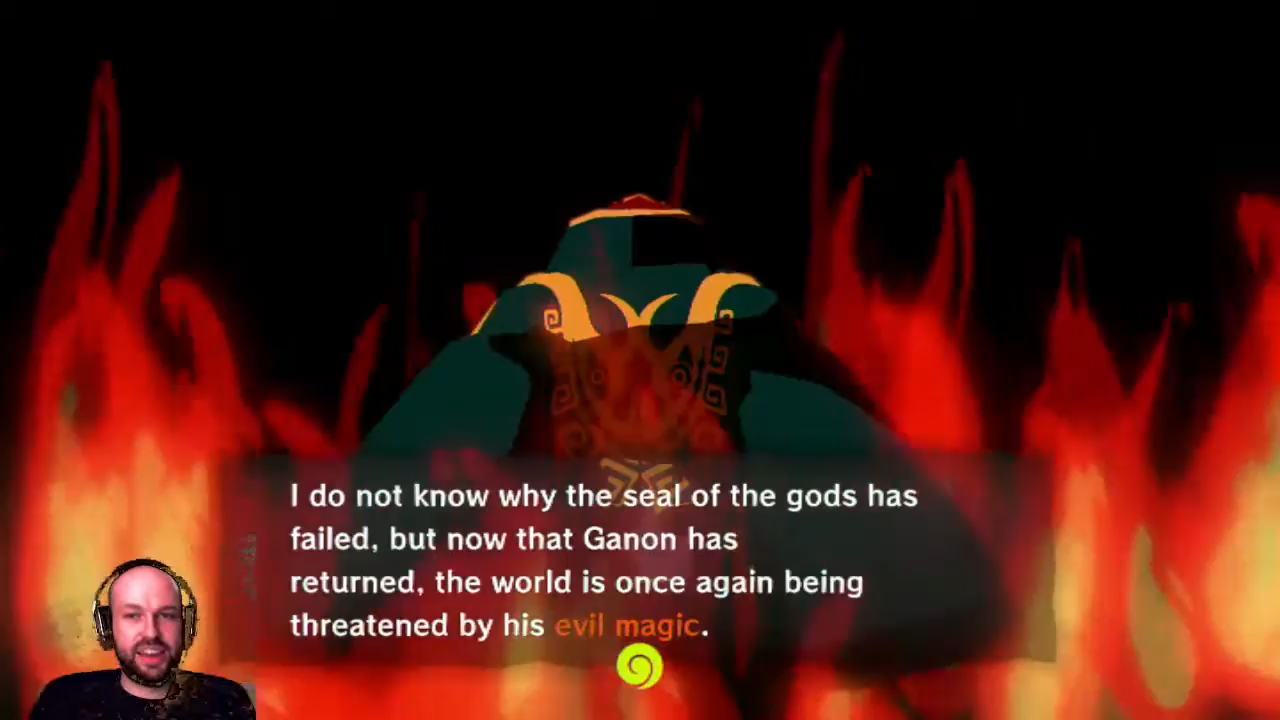 I do not know why the seal of the gods has
failed, but now that Ganon has
returned, the world is once again being
threatened by his evil magic.